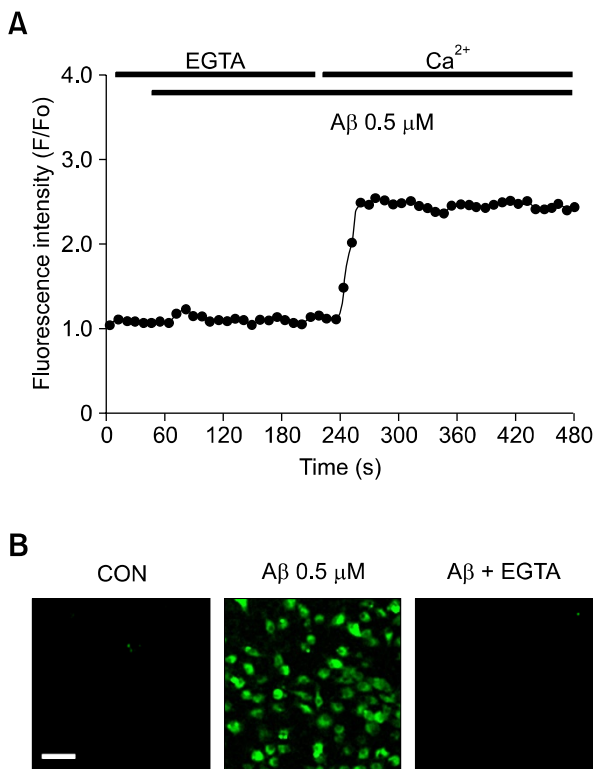 A
EGTA Ca²⁺
Aβ 0.5 μM
Fluorescence intensity (F/Fo)
4.0
3.0
2.0
1.0
0
0 60 120 180 240 300 360 420 480
Time (s)
B
CON Aβ 0.5 μM Aβ + EGTA